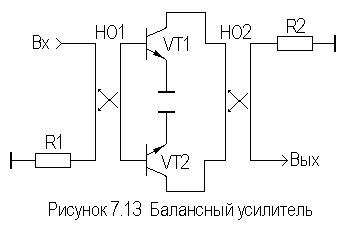 Вх
НО1
VT1
НО2
R2
R1
VT2
Вых
Рисунок 7.13 Балансный усилитель